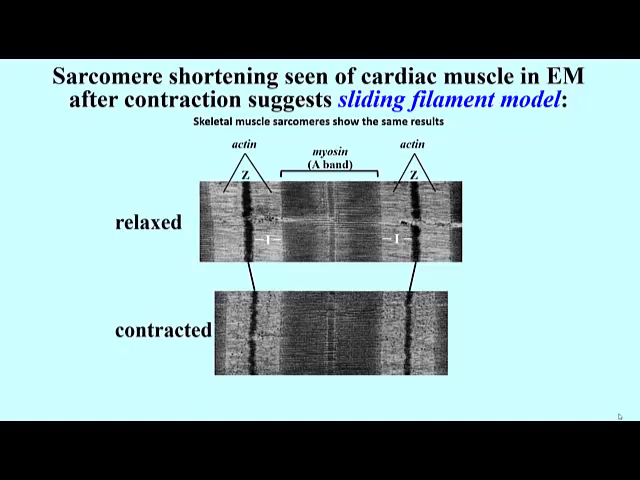 Sarcomere shortening seen of cardiac muscle in EM
after contraction suggests sliding filament model:
Skeletal muscle sarcomeres show the same results
actin
myosin
(A band)
actin
Z
Z
relaxed
I
I
contracted